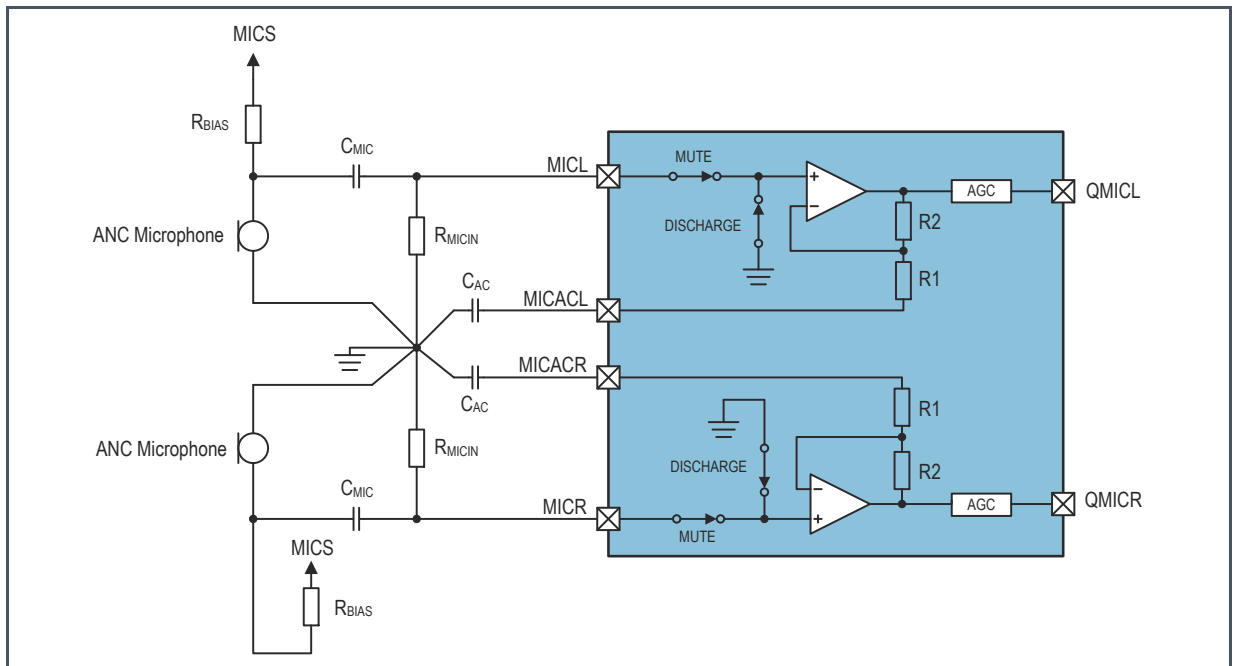 MICS
RBIAS
CMIC
MICL
MUTE
AGC
QMICL
ANC Microphone
RMICIN
DISCHARGE
R2
R1
CAC
MICACL
MICACR
CAC
R1
ANC Microphone
RMICIN
DISCHARGE
R2
CMIC
MICR
MUTE
AGC
QMICR
MICS
RBIAS
+
−
−
+